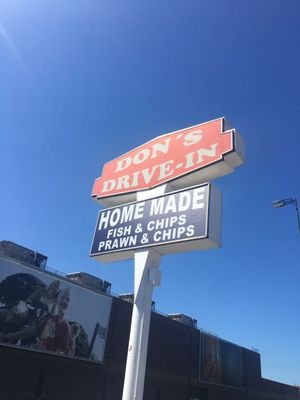 DON'S
DRIVE-IN
HOME MADE
FISH & CHIPS
PRAWN & CHIPS